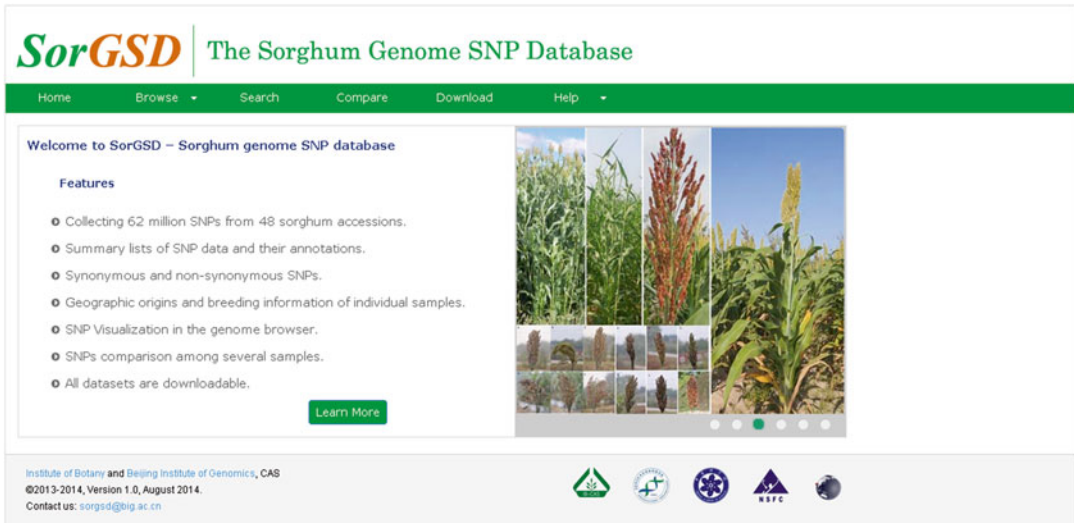 SorGSD The Sorghum Genome SNP Database
Home Browse Search Compare Download Help
Welcome to SorGSD – Sorghum genome SNP database
Features
Collecting 62 million SNPs from 48 sorghum accessions.
Summary lists of SNP data and their annotations.
Synonymous and non-synonymous SNPs.
Geographic origins and breeding information of individual samples.
SNP Visualization in the genome browser.
SNPs comparison among several samples.
All datasets are downloadable.
Learn More
Institute of Botany and Beijing Institute of Genomics, CAS
©2013-2014, Version 1.0, August 2014.
Contact us: sorgsd@big.ac.cn
NSFC